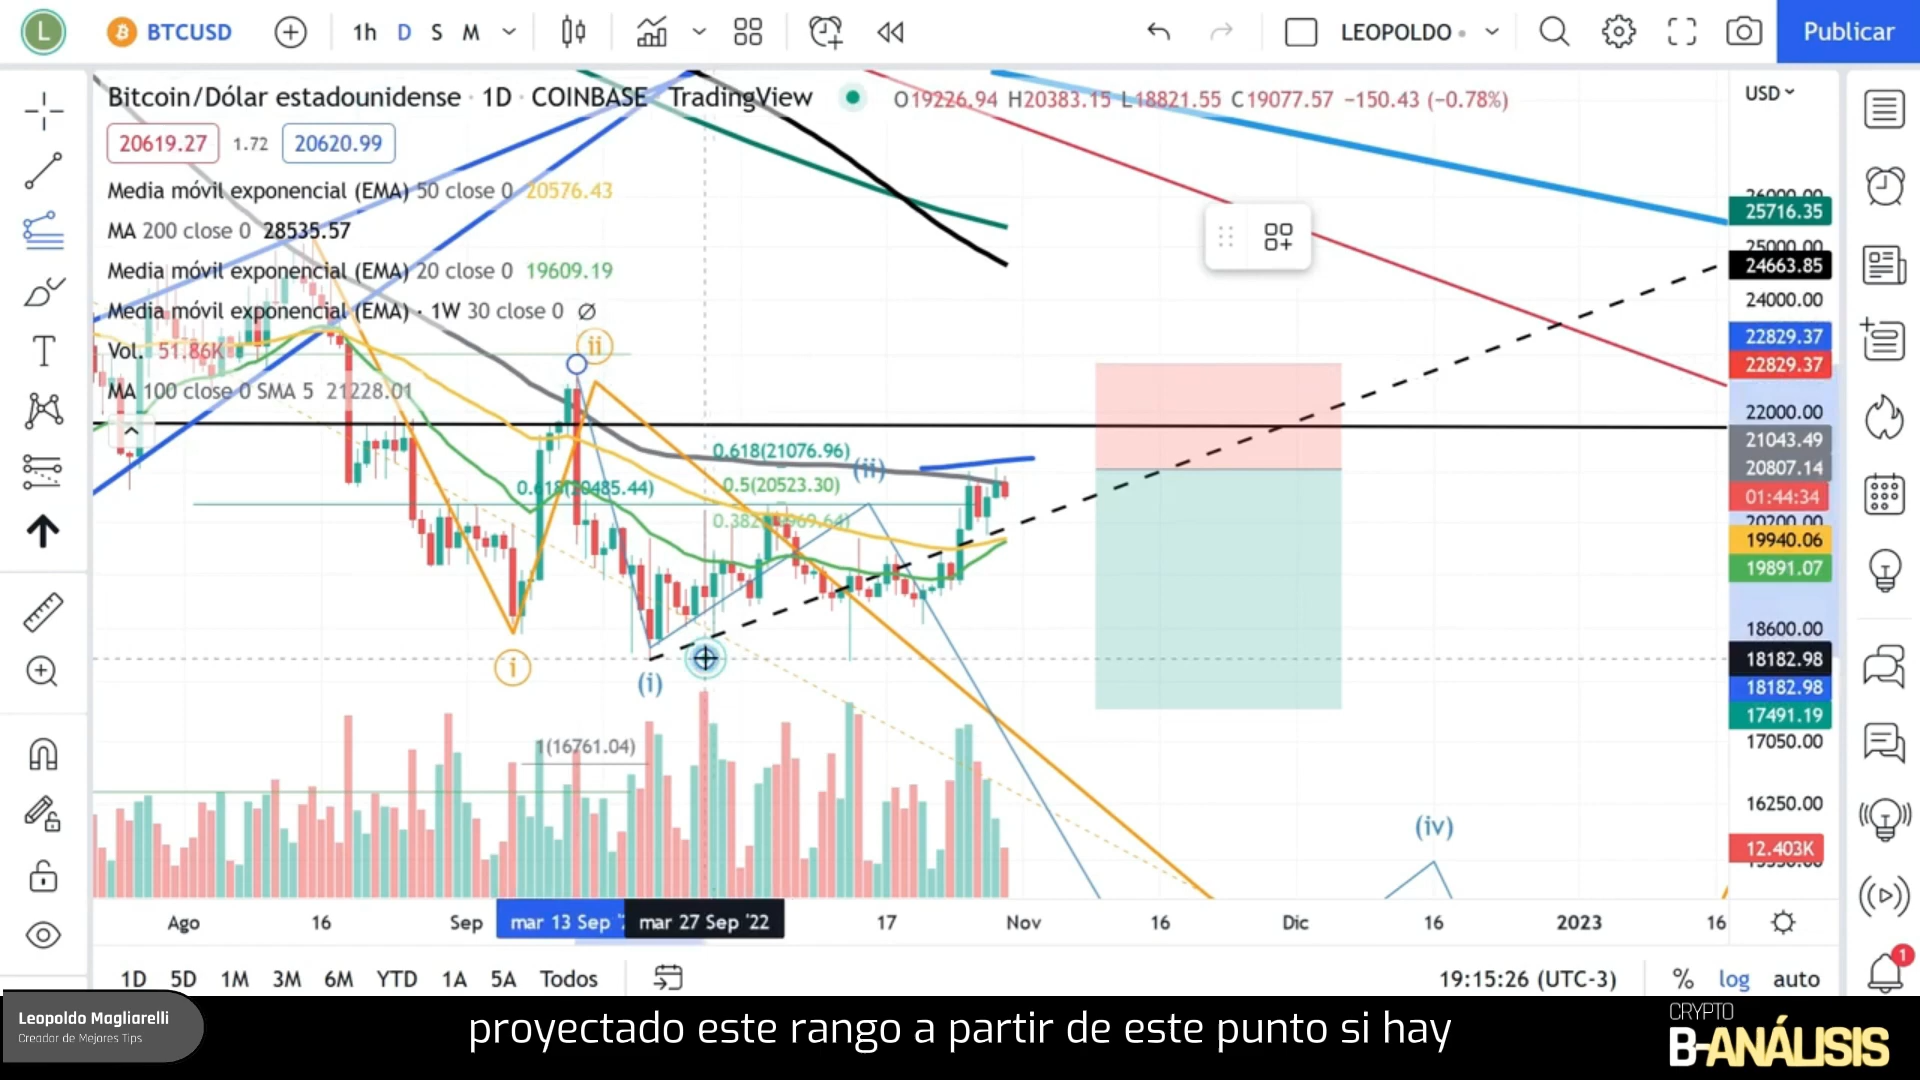 L
BTCUSD
1h D S M
LEOPOLDO
Publicar
Bitcoin/Dólar estadounidense · 1D · COINBASE · TradingView
O19226.94 H20383.15 L18821.55 C19077.57 −150.43 (−0.78%)
USD
20619.27 1.72 20620.99
Media móvil exponencial (EMA) 50 close 0 20576.43
MA 200 close 0 28535.57
Media móvil exponencial (EMA) 20 close 0 19609.19
Media móvil exponencial (EMA) · 1W 30 close 0 Ø
Vol. 51.86K
MA 100 close 0 SMA 5 21228.01
ii
0.618(21076.96)
(ii)
0.618(20485.44)
0.5(20523.30)
i
(i)
1(16761.04)
(iv)
26000.00
25716.35
25000.00
24663.85
24000.00
22829.37
22829.37
22000.00
21043.49
20807.14
01:44:34
20200.00
19940.06
19891.07
18600.00
18182.98
18182.98
17491.19
17050.00
16250.00
12.403K
Ago 16 Sep mar 13 Sep mar 27 Sep '22 17 Nov 16 Dic 16 2023 16
1D 5D 1M 3M 6M YTD 1A 5A Todos
19:15:26 (UTC-3) % log auto
1
Leopoldo Magliarelli
Creador de Mejores Tips
proyectado este rango a partir de este punto si hay
CRYPTO
B-ANÁLISIS